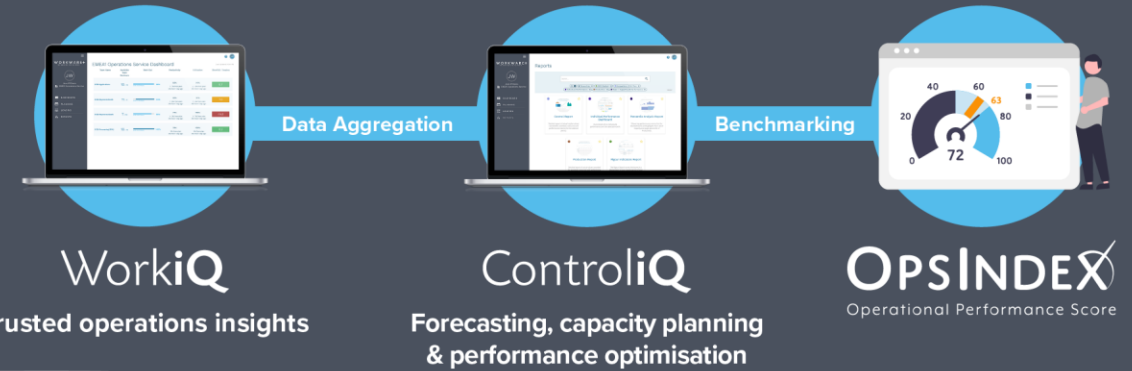 Data Aggregation
Benchmarking
Reports
40
60
63
20
80
72
0
100
WorkiQ
ControliQ
OPSINDEX
Operational Performance Score
rusted operations insights
Forecasting, capacity planning
& performance optimisation